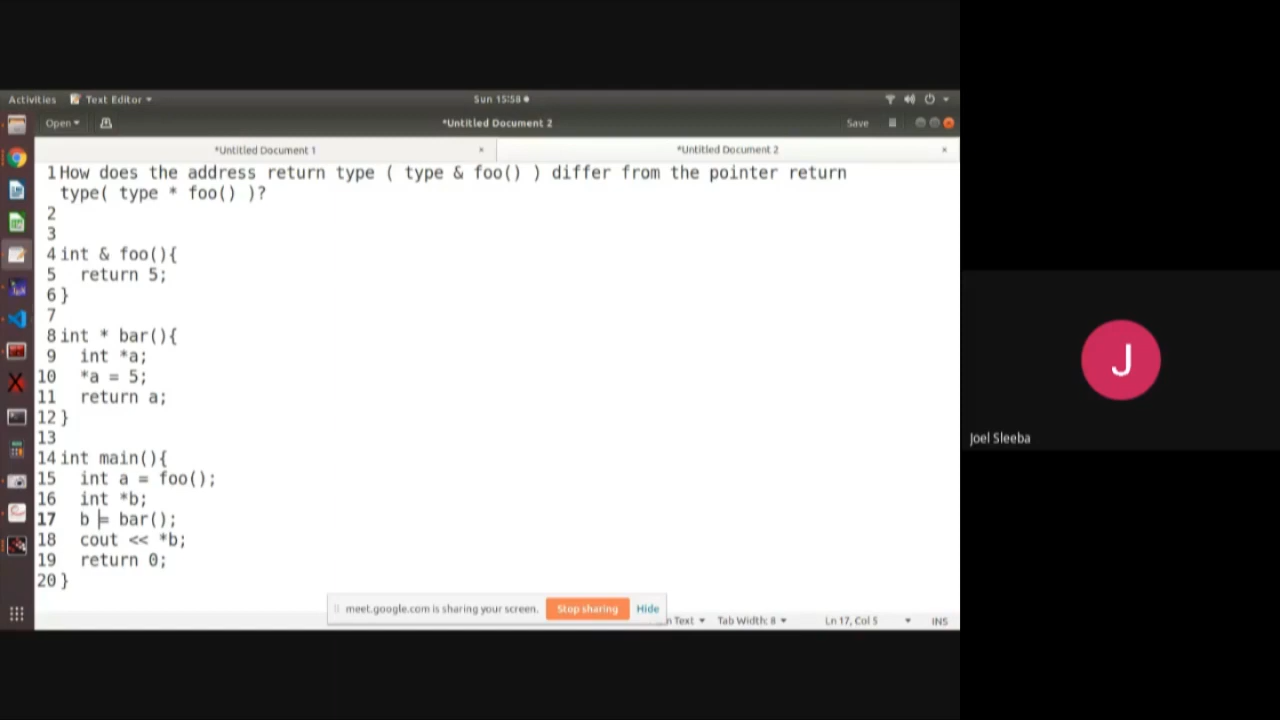 Activities Text Editor Sun 15:58
Open *Untitled Document 2 Save
*Untitled Document 1 × *Untitled Document 2 ×
1 How does the address return type ( type & foo() ) differ from the pointer return
type( type * foo() )?
2
3
4 int & foo(){
5 return 5;
6 }
7
8 int * bar(){
9 int *a;
10 *a = 5;
11 return a;
12 }
13
14 int main(){
15 int a = foo();
16 int *b;
17 b = bar();
18 cout << *b;
19 return 0;
20 }
meet.google.com is sharing your screen. Stop sharing Hide
Text Tab Width: 8 Ln 17, Col 5 INS
J
Joel Sleeba